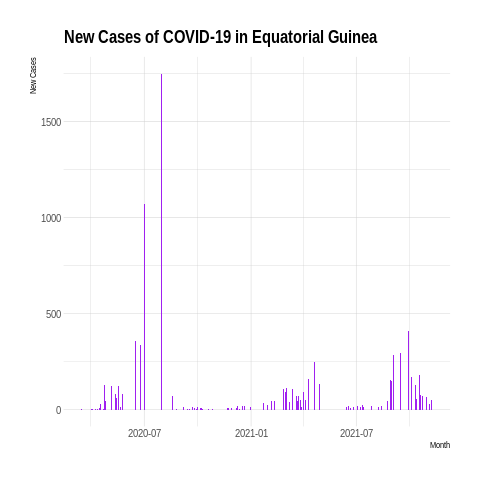 New Cases of COVID-19 in Equatorial Guinea
New Cases
1500
1000
500
0
2020-07 2021-01 2021-07
Month